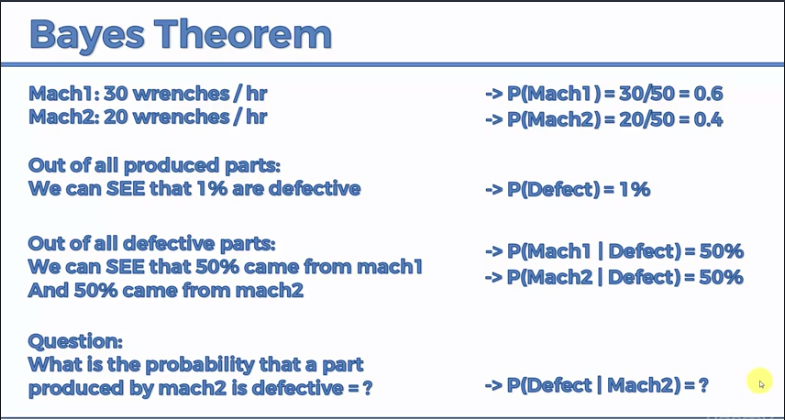 Bayes Theorem
Mach1: 30 wrenches / hr
-> P(Mach1) = 30/50 = 0.6
Mach2: 20 wrenches / hr
-> P(Mach2) = 20/50 = 0.4
Out of all produced parts:
We can SEE that 1% are defective
-> P(Defect) = 1%
Out of all defective parts:
We can SEE that 50% came from mach1
-> P(Mach1 | Defect) = 50%
And 50% came from mach2
-> P(Mach2 | Defect) = 50%
Question:
What is the probability that a part
produced by mach2 is defective = ?
-> P(Defect | Mach2) = ?